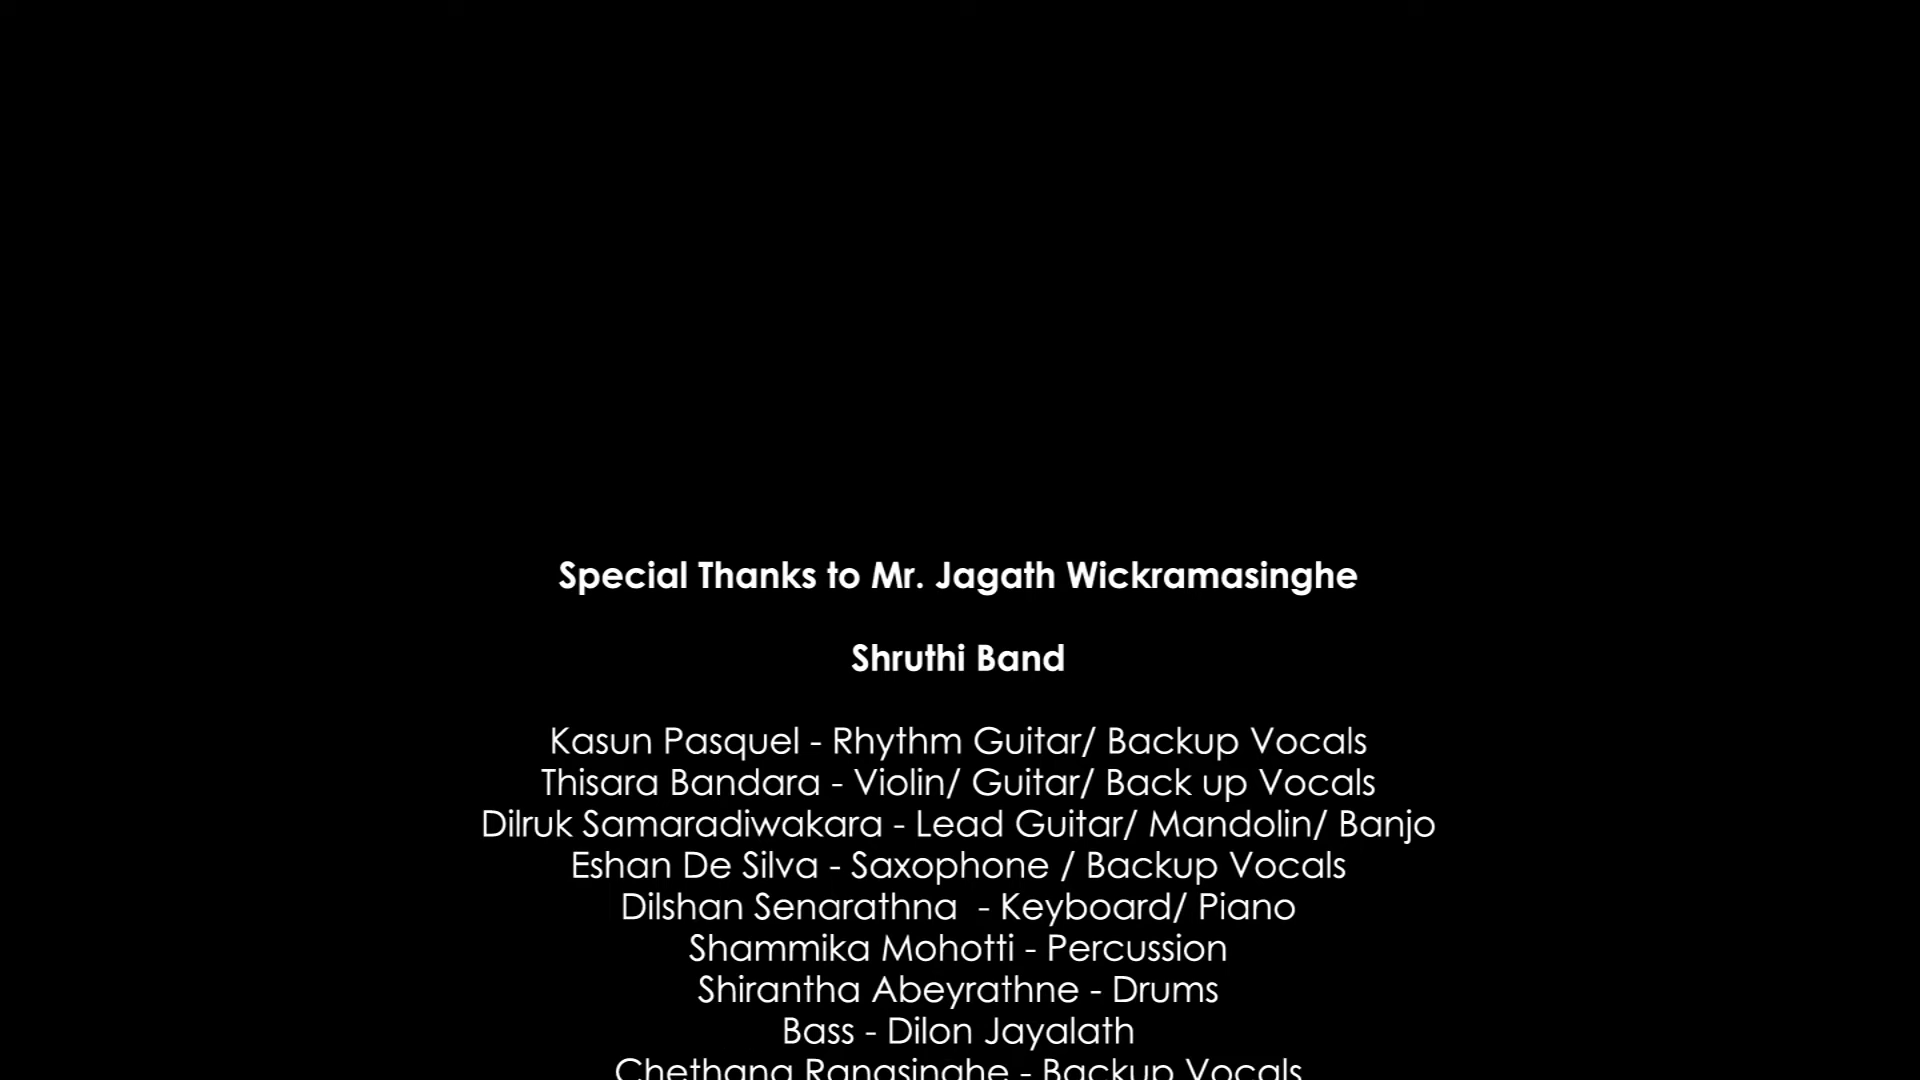 Special Thanks to Mr. Jagath Wickramasinghe
Shruthi Band
Kasun Pasquel - Rhythm Guitar/ Backup Vocals
Thisara Bandara - Violin/ Guitar/ Back up Vocals
Dilruk Samaradiwakara - Lead Guitar/ Mandolin/ Banjo
Eshan De Silva - Saxophone / Backup Vocals
Dilshan Senarathna  - Keyboard/ Piano
Shammika Mohotti - Percussion
Shirantha Abeyrathne - Drums
Bass - Dilon Jayalath
Chethana Ranasinghe - Backup Vocals